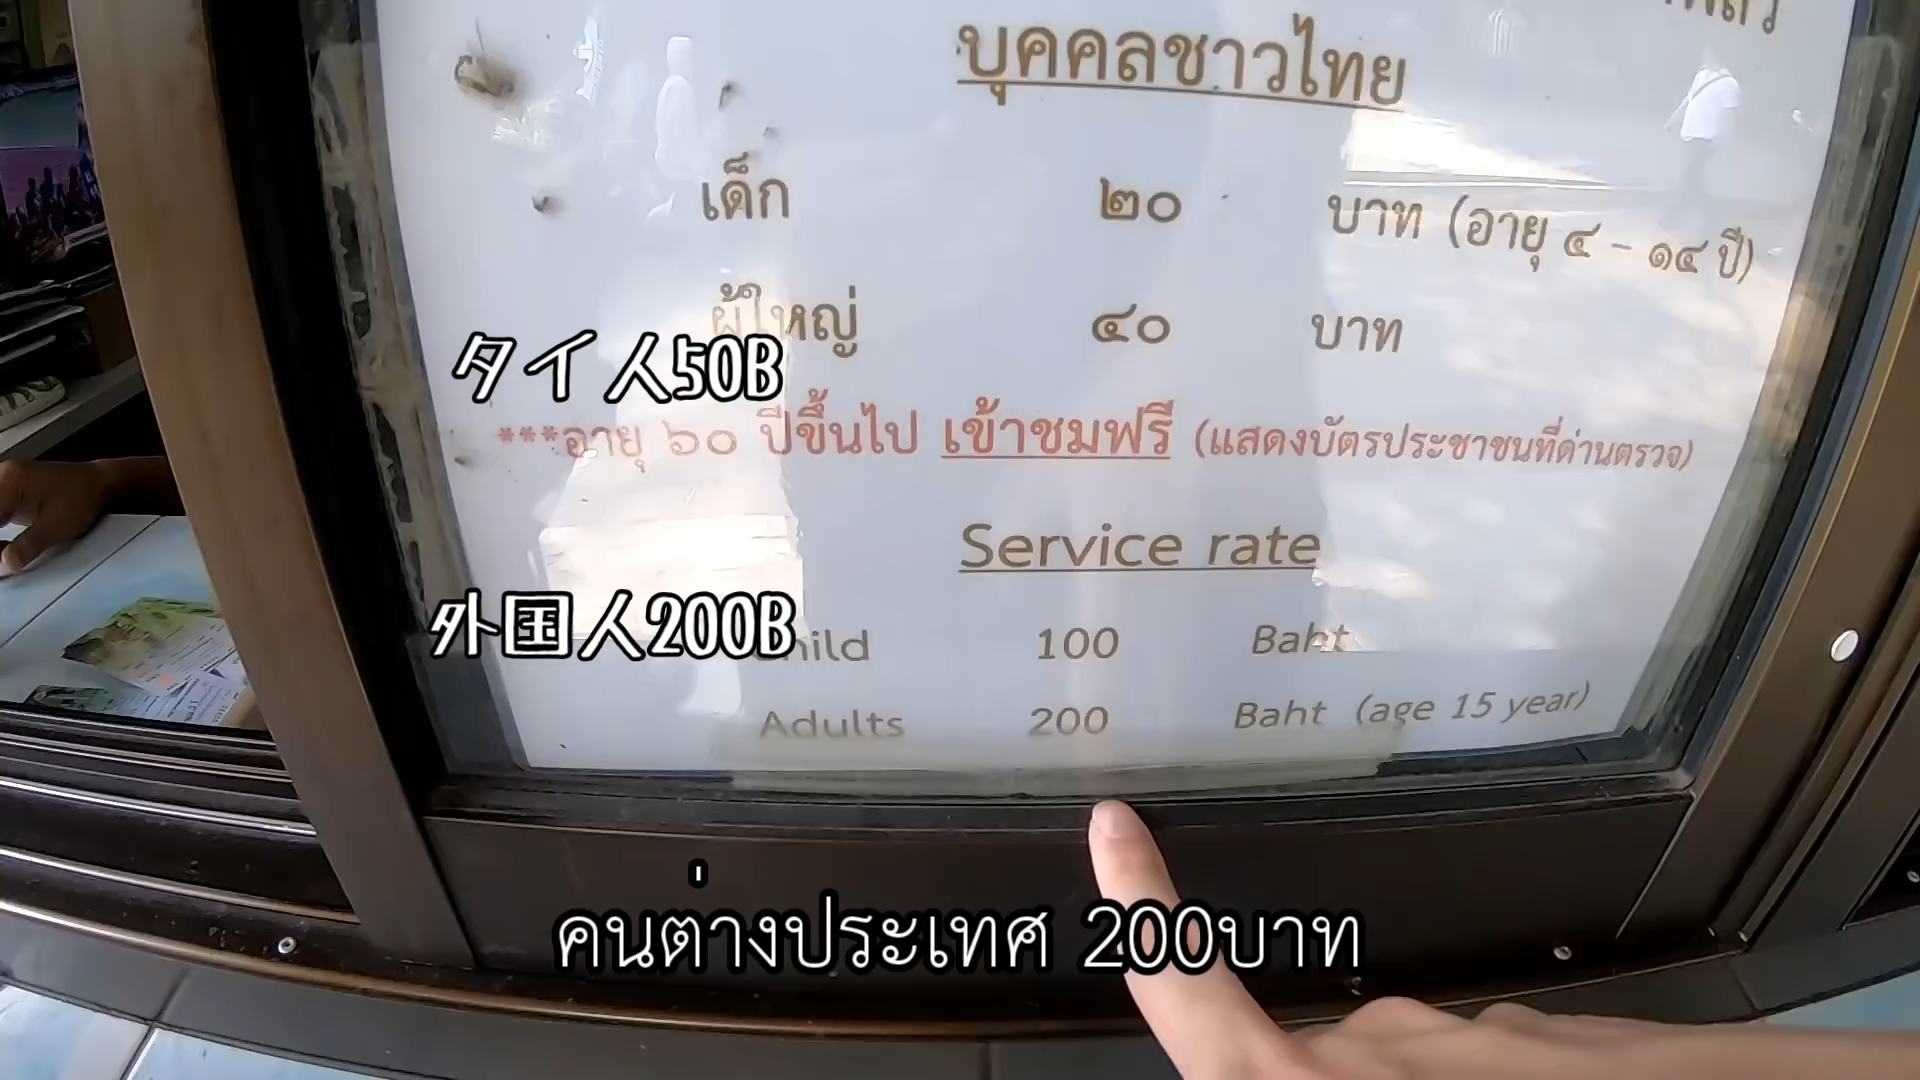 บุคคลชาวไทย
เด็ก ๒๐ บาท (อายุ ๔ - ๑๔ ปี)
ผู้ใหญ่ ๔๐ บาท
タイ人50B
***อายุ ๖๐ ปีขึ้นไป เข้าชมฟรี (แสดงบัตรประชาชนที่ด่านตรวจ)
Service rate
外国人200B
Child 100 Baht
Adults 200 Baht (age 15 year)
คนต่างประเทศ 200บาท